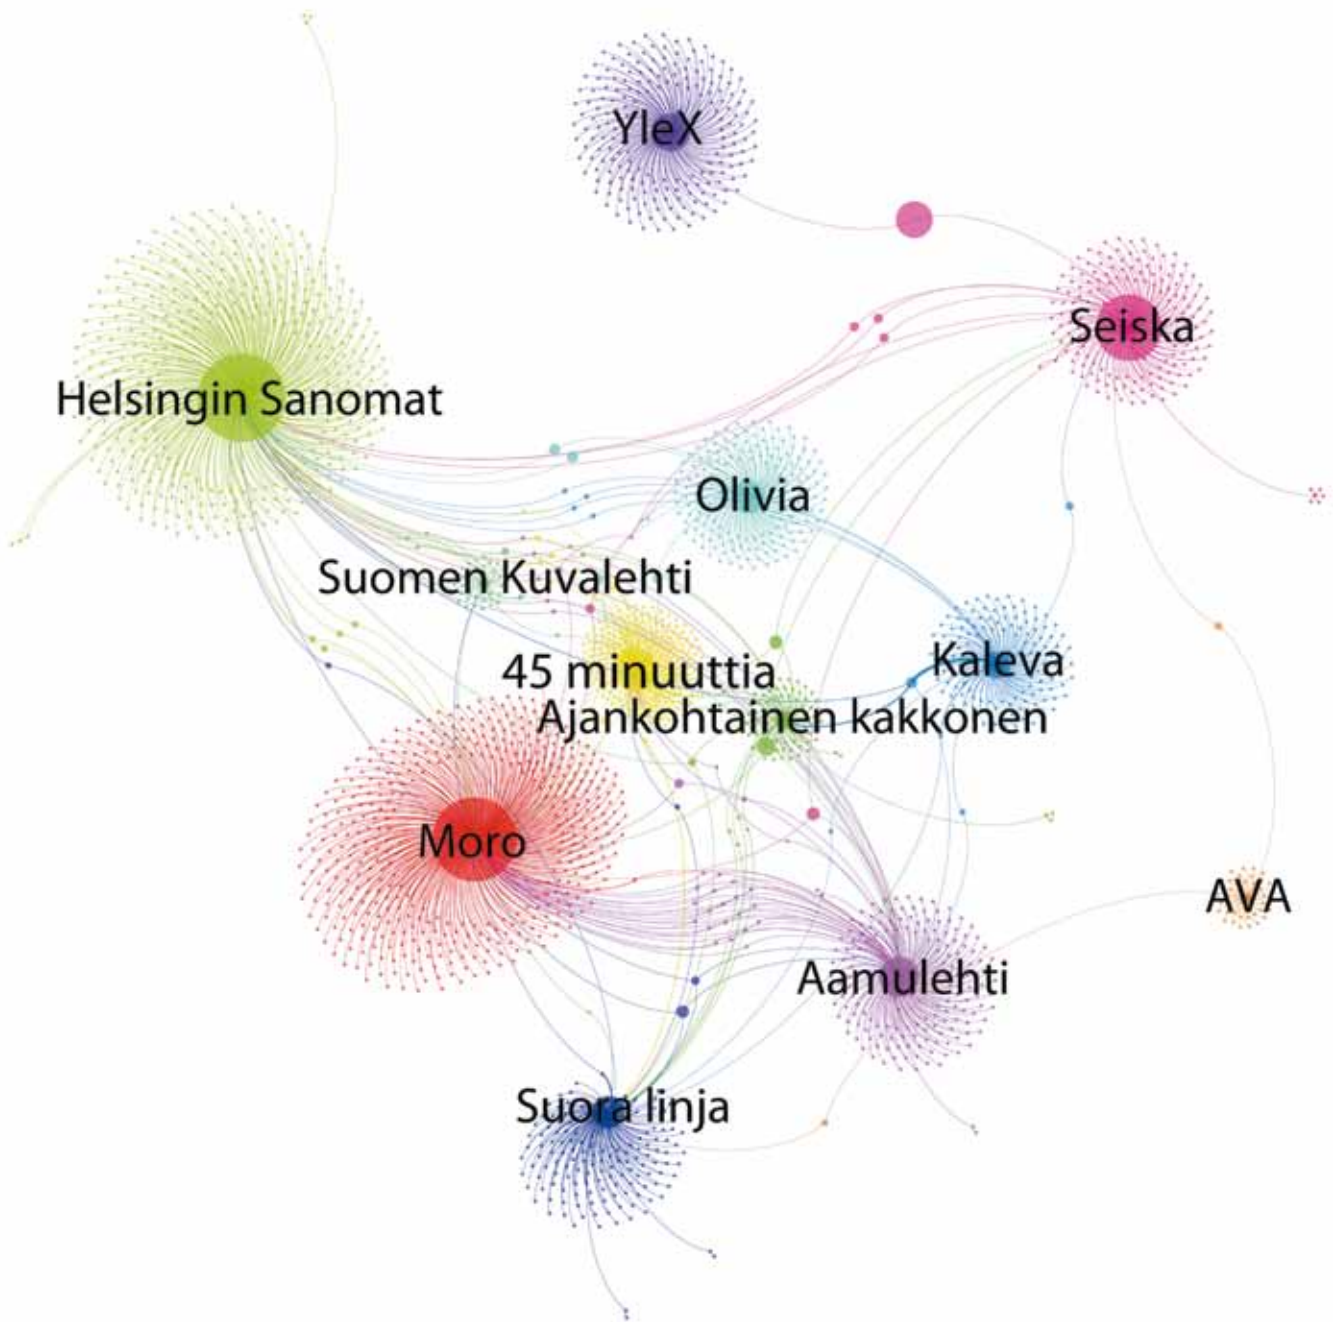 YleX
Seiska
Helsingin Sanomat
Olivia
Suomen Kuvalehti
45 minuuttia
Kaleva
Ajankohtainen kakkonen
Moro
AVA
Aamulehti
Suora linja